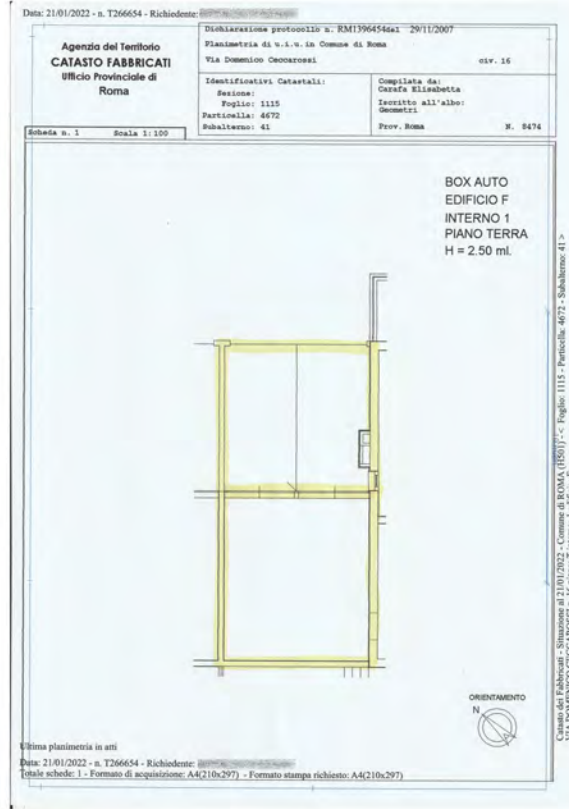 Data: 21/01/2022 - n. T266654 - Richiedente:
Agenzia del Territorio
CATASTO FABBRICATI
Ufficio Provinciale di
Roma
Scheda n. 1 Scala 1:100
Dichiarazione protocollo n. RM1396454del 29/11/2007
Planimetria di u.i.u. in Comune di Roma
Via Domenico Ceccarossi civ. 16
Identificativi Catastali:
Sezione:
Foglio: 1115
Particella: 4672
Subalterno: 41
Compilata da:
Carafa Elisabetta
Iscritto all'albo:
Geometri
Prov. Roma N. 8474
BOX AUTO
EDIFICIO F
INTERNO 1
PIANO TERRA
H = 2.50 ml.
Catasto dei Fabbricati - Situazione al 21/01/2022 - Comune di ROMA (H501) - < Foglio: 1115 - Particella: 4672 - Subalterno: 41 >
VIA DOMENICO CECCAROSSI n. 16
ORIENTAMENTO
N
Ultima planimetria in atti
Data: 21/01/2022 - n. T266654 - Richiedente:
Totale schede: 1 - Formato di acquisizione: A4(210x297) - Formato stampa richiesto: A4(210x297)